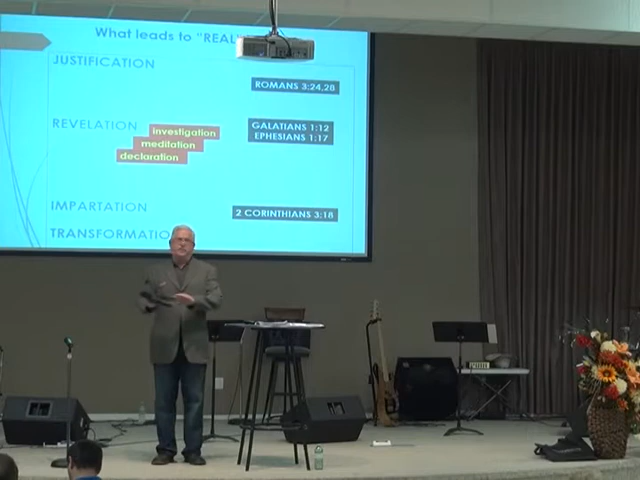 What leads to "REAL
JUSTIFICATION
ROMANS 3:24,28
REVELATION
investigation
meditation
declaration
GALATIANS 1:12
EPHESIANS 1:17
IMPARTATION
2 CORINTHIANS 3:18
TRANSFORMATIO